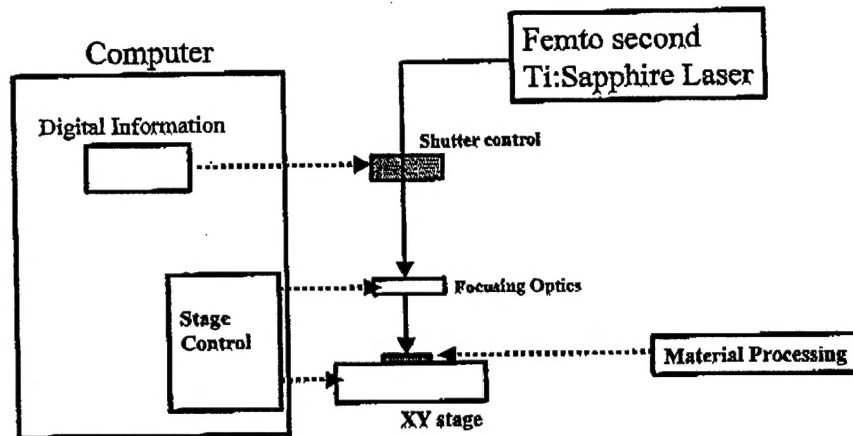 Computer
Femto second
Ti:Sapphire Laser
Digital Information
Shutter control
Focusing Optics
Stage
Control
Material Processing
XY stage